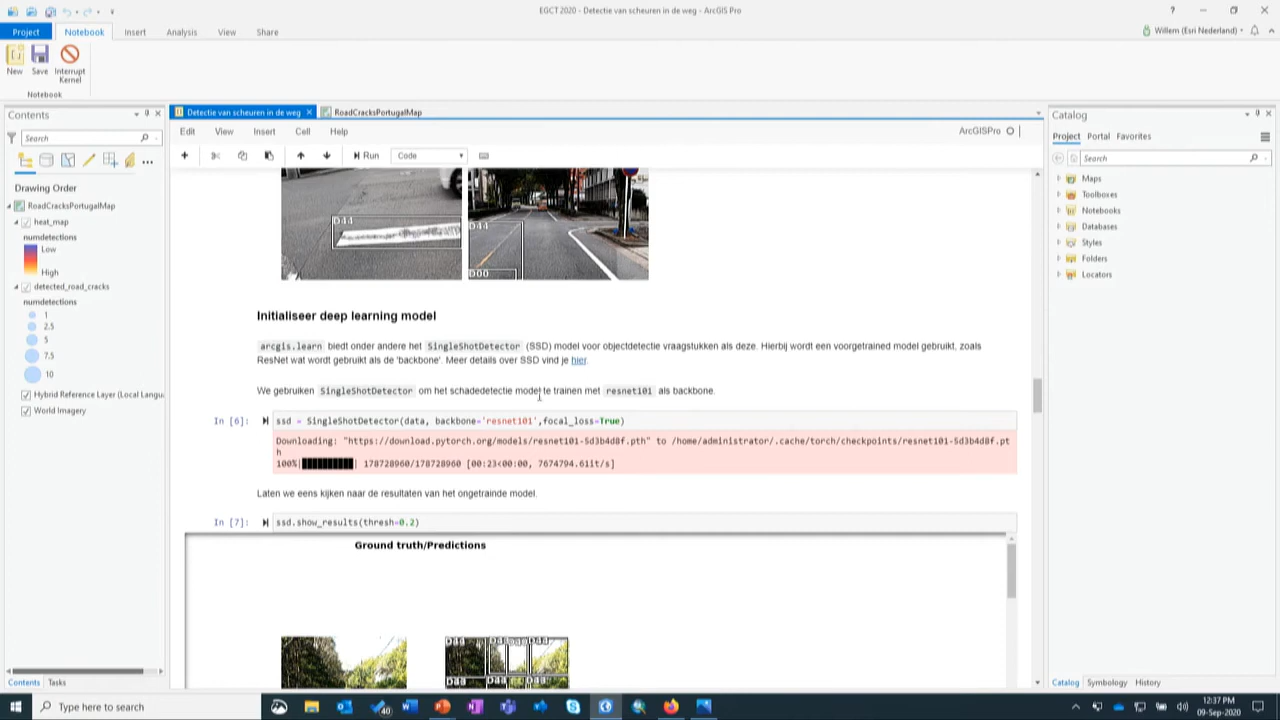 EGCT 2020 - Detectie van scheuren in de weg - ArcGIS Pro
Project Notebook Insert Analysis View Share
Willem (Esri Nederland)
New Save Interrupt Kernel
Notebook
Contents
Search
Drawing Order
RoadCracksPortugalMap
heat_map
numdetections
Low
High
detected_road_cracks
numdetections
1
2.5
5
7.5
10
Hybrid Reference Layer (Local Langu
World Imagery
Contents Tasks
Detectie van scheuren in de weg RoadCracksPortugalMap
Edit View Insert Cell Help
ArcGISPro
Run Code
D44
D44
D00
Initialiseer deep learning model
arcgis.learn biedt onder andere het SingleShotDetector (SSD) model voor objectdetectie vraagstukken als deze. Hierbij wordt een voorgetrained model gebruikt, zoals
ResNet wat wordt gebruikt als de 'backbone'. Meer details over SSD vind je hier.
We gebruiken SingleShotDetector om het schadedetectie model te trainen met resnet101 als backbone.
In [6]: ssd = SingleShotDetector(data, backbone='resnet101',focal_loss=True)
Downloading: "https://download.pytorch.org/models/resnet101-5d3b4d8f.pth" to /home/administrator/.cache/torch/checkpoints/resnet101-5d3b4d8f.pt
h
100%| | 178728960/178728960 [00:23<00:00, 7674794.61it/s]
Laten we eens kijken naar de resultaten van het ongetrainde model.
In [7]: ssd.show_results(thresh=0.2)
Ground truth/Predictions
D44 D44
D44 D44 D44
Catalog
Project Portal Favorites
Search
Maps
Toolboxes
Notebooks
Databases
Styles
Folders
Locators
Catalog Symbology History
Type here to search
40
12:37 PM
09-Sep-2020